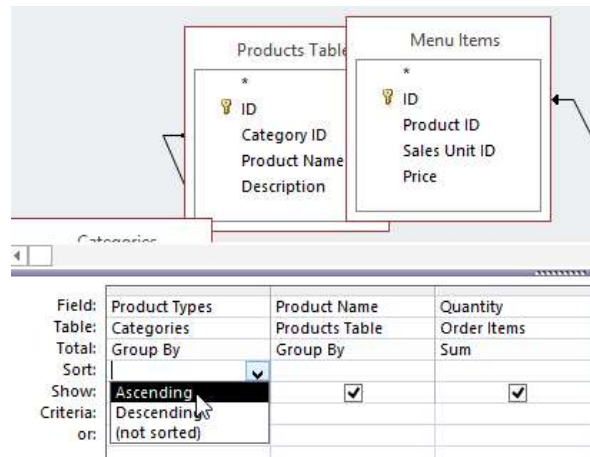 Products Table
*
ID
Category ID
Product Name
Description
Menu Items
*
ID
Product ID
Sales Unit ID
Price
Categories
Field: Product Types Product Name Quantity
Table: Categories Products Table Order Items
Total: Group By Group By Sum
Sort:
Show: Ascending
Criteria: Descending
or: (not sorted)